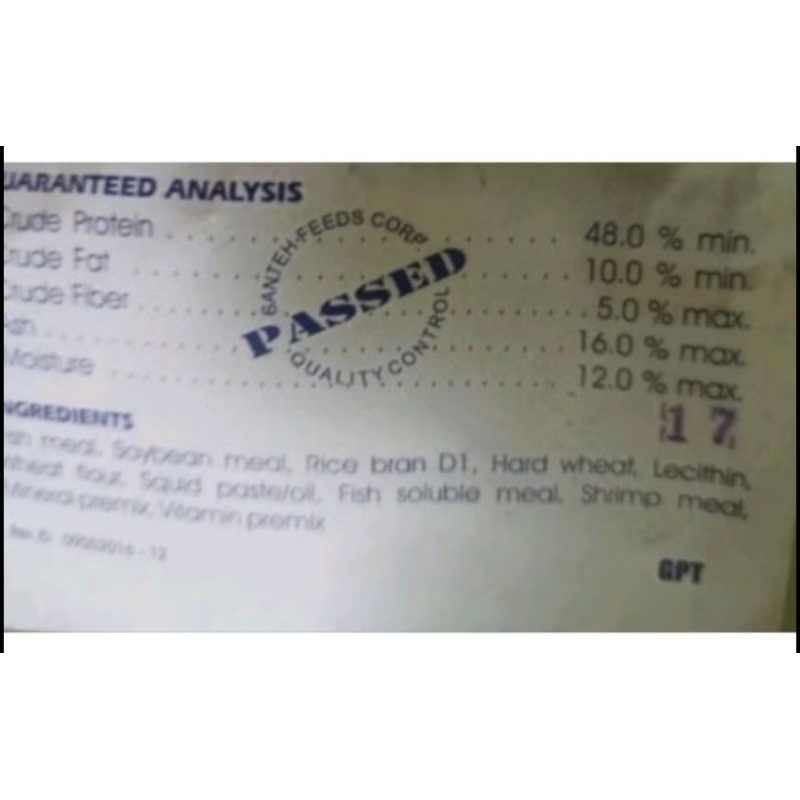 UARANTEED ANALYSIS
rude Protein . . . . . . . . . . . . . . . . . . . . . . 48.0 % min.
rude Fat . . . . . . . . . . . . . . . . . . . . . . 10.0 % min.
rude Fiber . . . . . . . . . . . . . . . . . . . . . . 5.0 % max.
sh . . . . . . . . . . . . . . . . . . . . . . 16.0 % max.
Moisture . . . . . . . . . . . . . . . . . . . . . . 12.0 % max.
SANTEH-FEEDS CORP
PASSED
QUALITY CONTROL
17
NGREDIENTS
sh meal, Soybean meal, Rice bran D1, Hard wheat, Lecithin,
Wheat flour, Squid paste/oil, Fish soluble meal, Shrimp meal,
Mineral premix, Vitamin premix
GPT